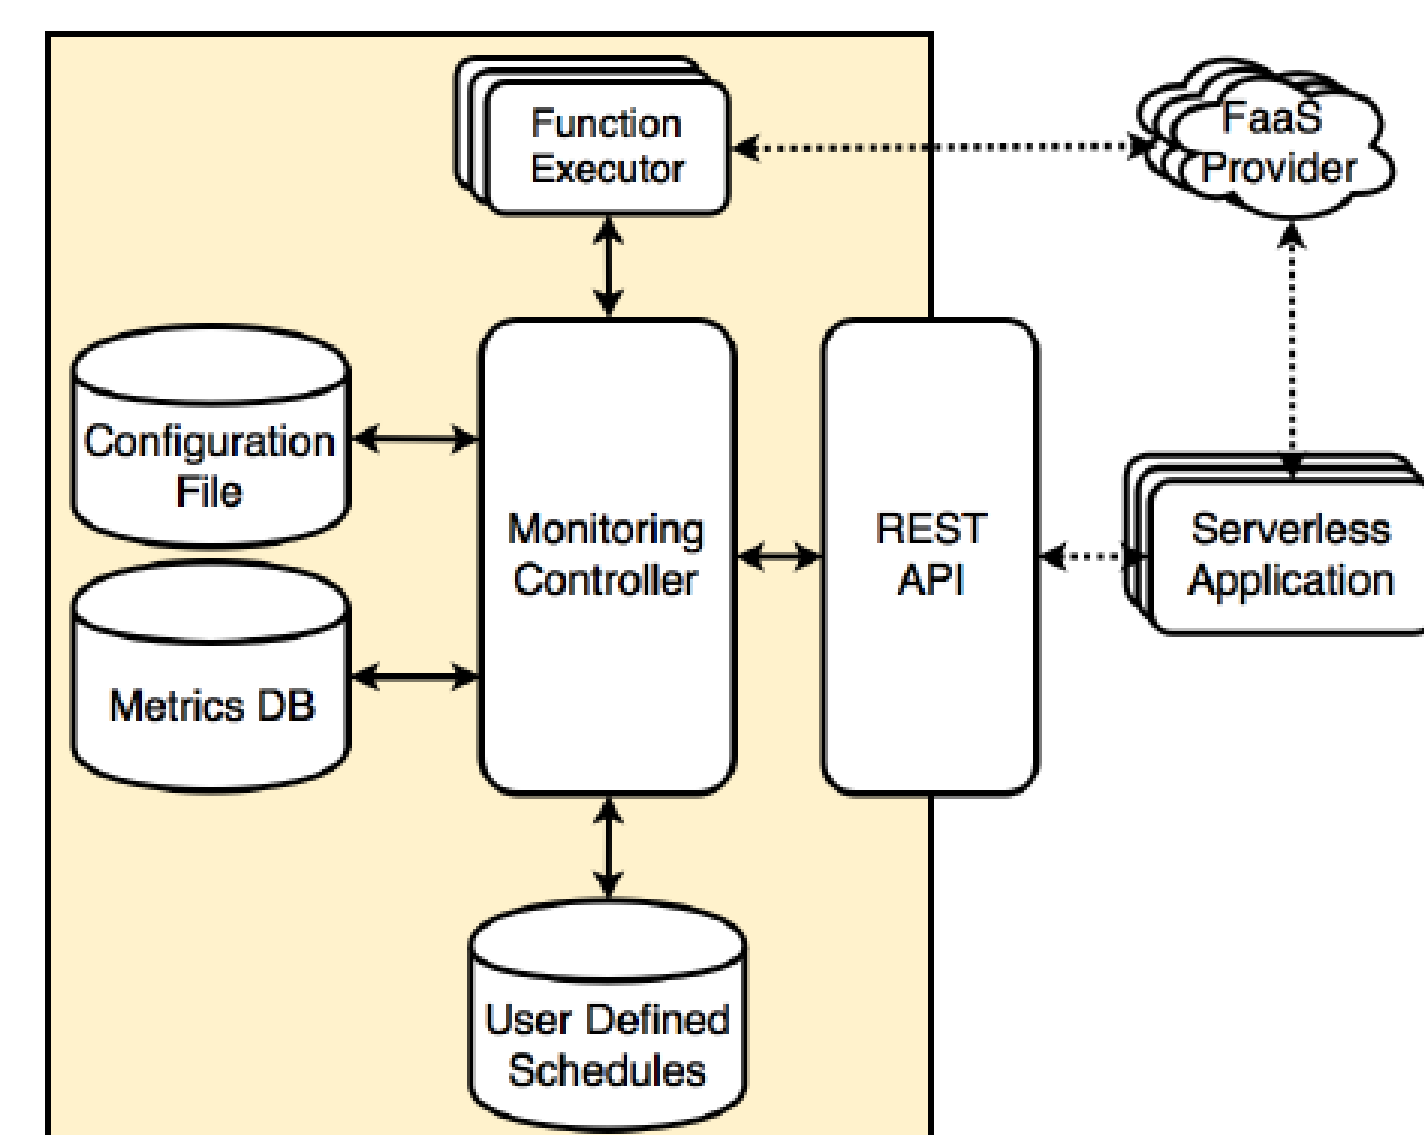 Function
Executor
FaaS
Provider
Configuration
File
Monitoring
Controller
REST
API
Serverless
Application
Metrics DB
User Defined
Schedules